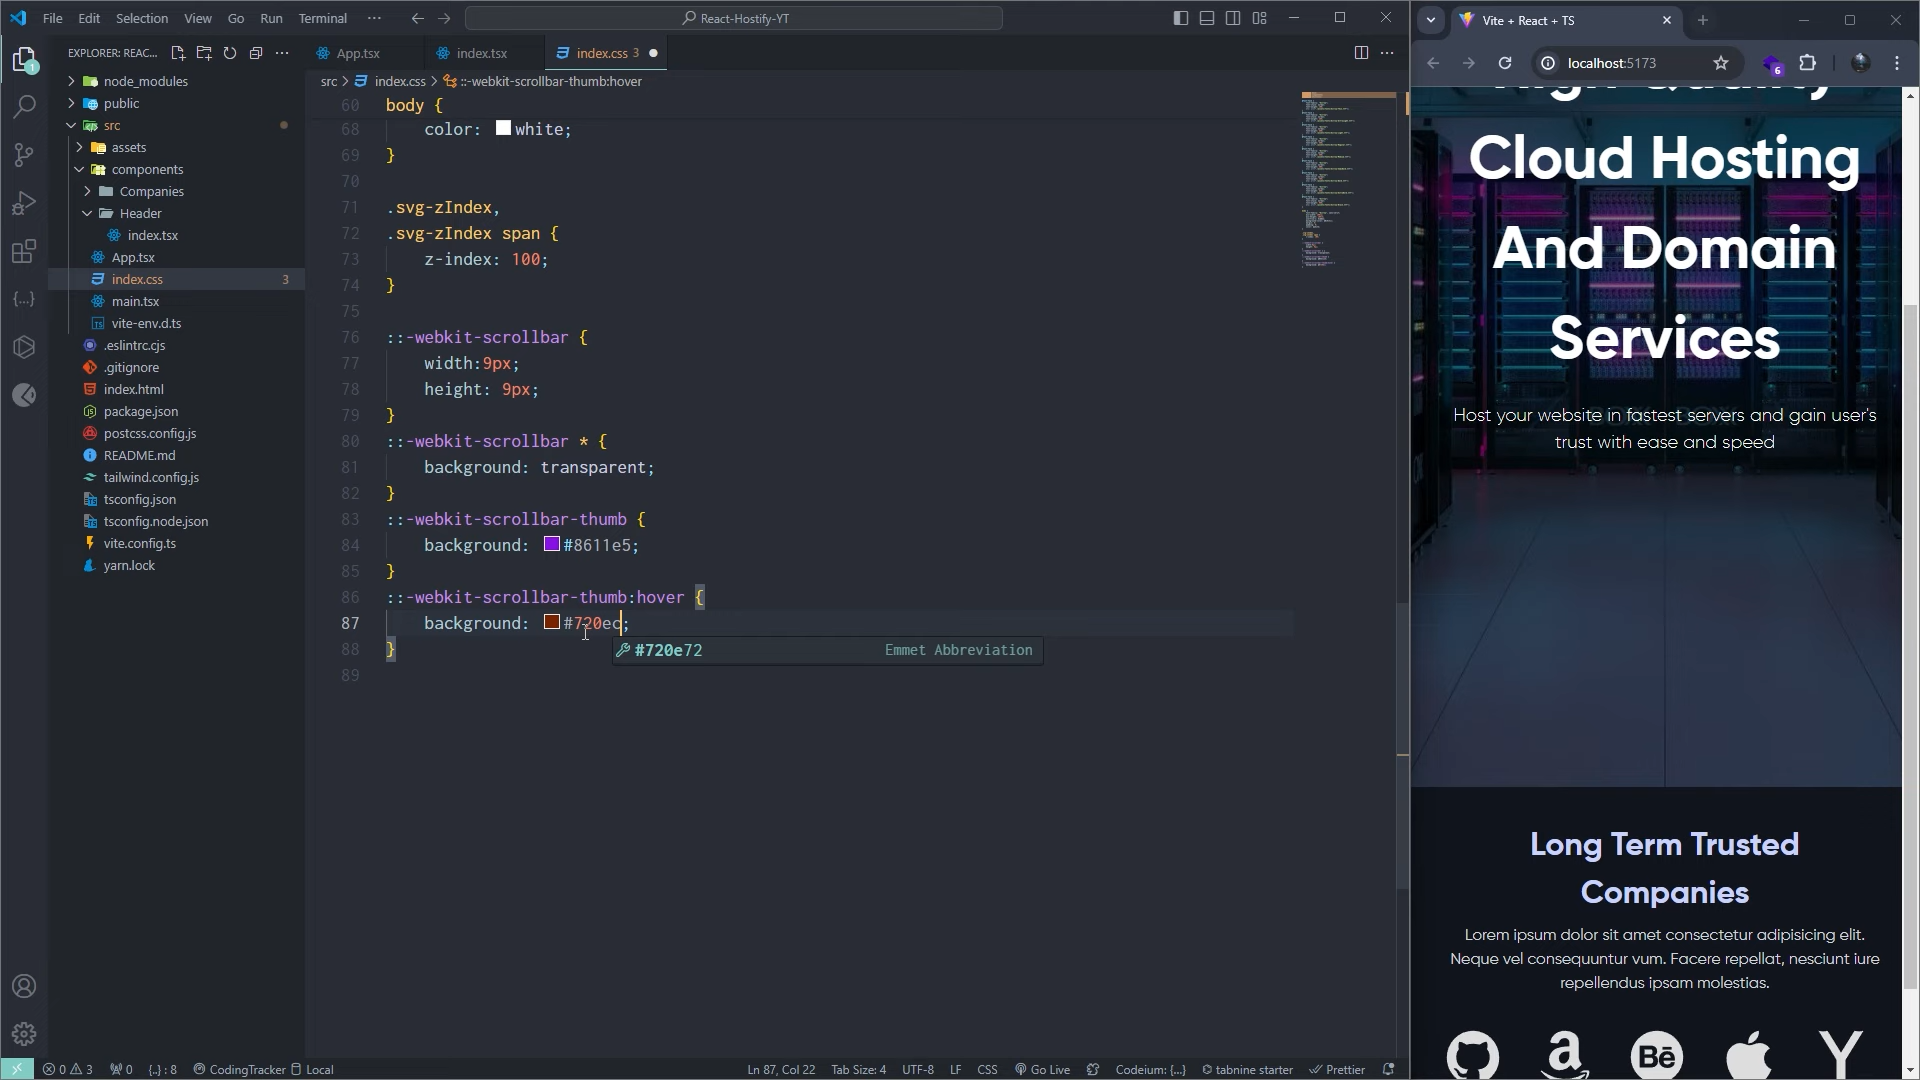 File Edit Selection View Go Run Terminal ···
React-Hostify-YT
EXPLORER: REAC...
node_modules
public
src
assets
components
Companies
Header
index.tsx
App.tsx
index.css 3
main.tsx
vite-env.d.ts
.eslintrc.cjs
.gitignore
index.html
package.json
postcss.config.js
README.md
tailwind.config.js
tsconfig.json
tsconfig.node.json
vite.config.ts
yarn.lock
App.tsx index.tsx index.css 3
src > index.css > ::-webkit-scrollbar-thumb:hover
60 body {
68 color: white;
69 }
70
71 .svg-zIndex,
72 .svg-zIndex span {
73 z-index: 100;
74 }
75
76 ::-webkit-scrollbar {
77 width:9px;
78 height: 9px;
79 }
80 ::-webkit-scrollbar * {
81 background: transparent;
82 }
83 ::-webkit-scrollbar-thumb {
84 background: #8611e5;
85 }
86 ::-webkit-scrollbar-thumb:hover {
87 background: #720ec;
#720e72 Emmet Abbreviation
88 }
89
0 3 0 {..} : 8 CodingTracker Local
Ln 87, Col 22 Tab Size: 4 UTF-8 LF CSS Go Live Codeium: {...} tabnine starter Prettier
Vite + React + TS
localhost:5173
6
High Quality
Cloud Hosting
And Domain
Services
Host your website in fastest servers and gain user's
trust with ease and speed
Long Term Trusted
Companies
Lorem ipsum dolor sit amet consectetur adipisicing elit.
Neque vel consequuntur vum. Facere repellat, nesciunt iure
repellendus ipsam molestias.
Bē